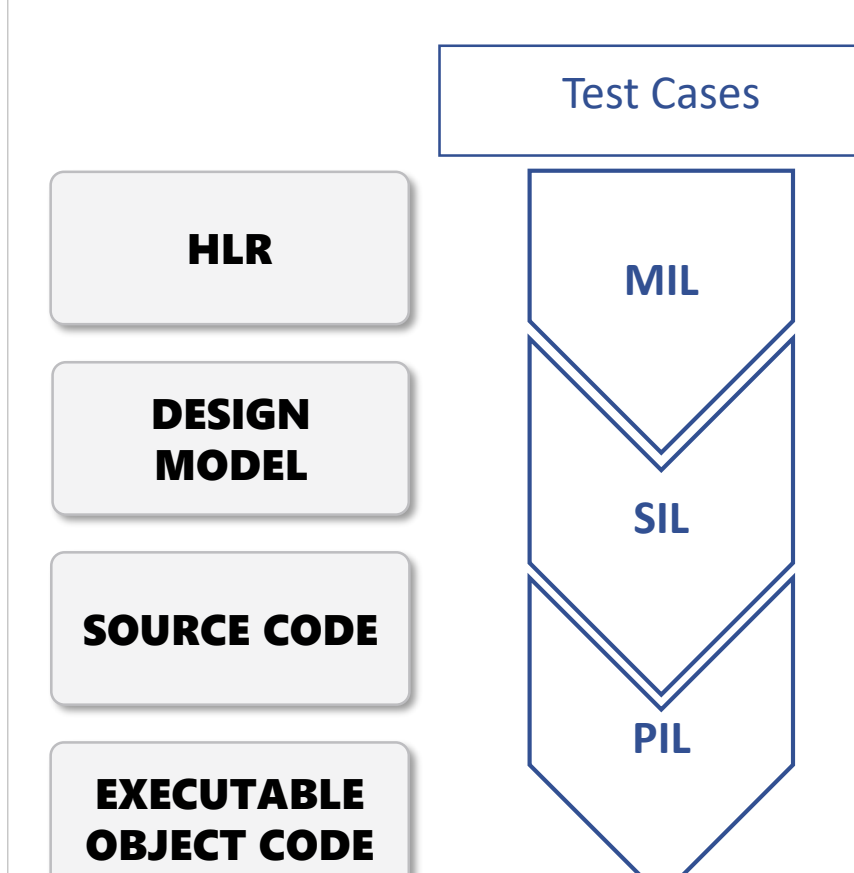 Test Cases
HLR
MIL
DESIGN
MODEL
SIL
SOURCE CODE
PIL
EXECUTABLE
OBJECT CODE